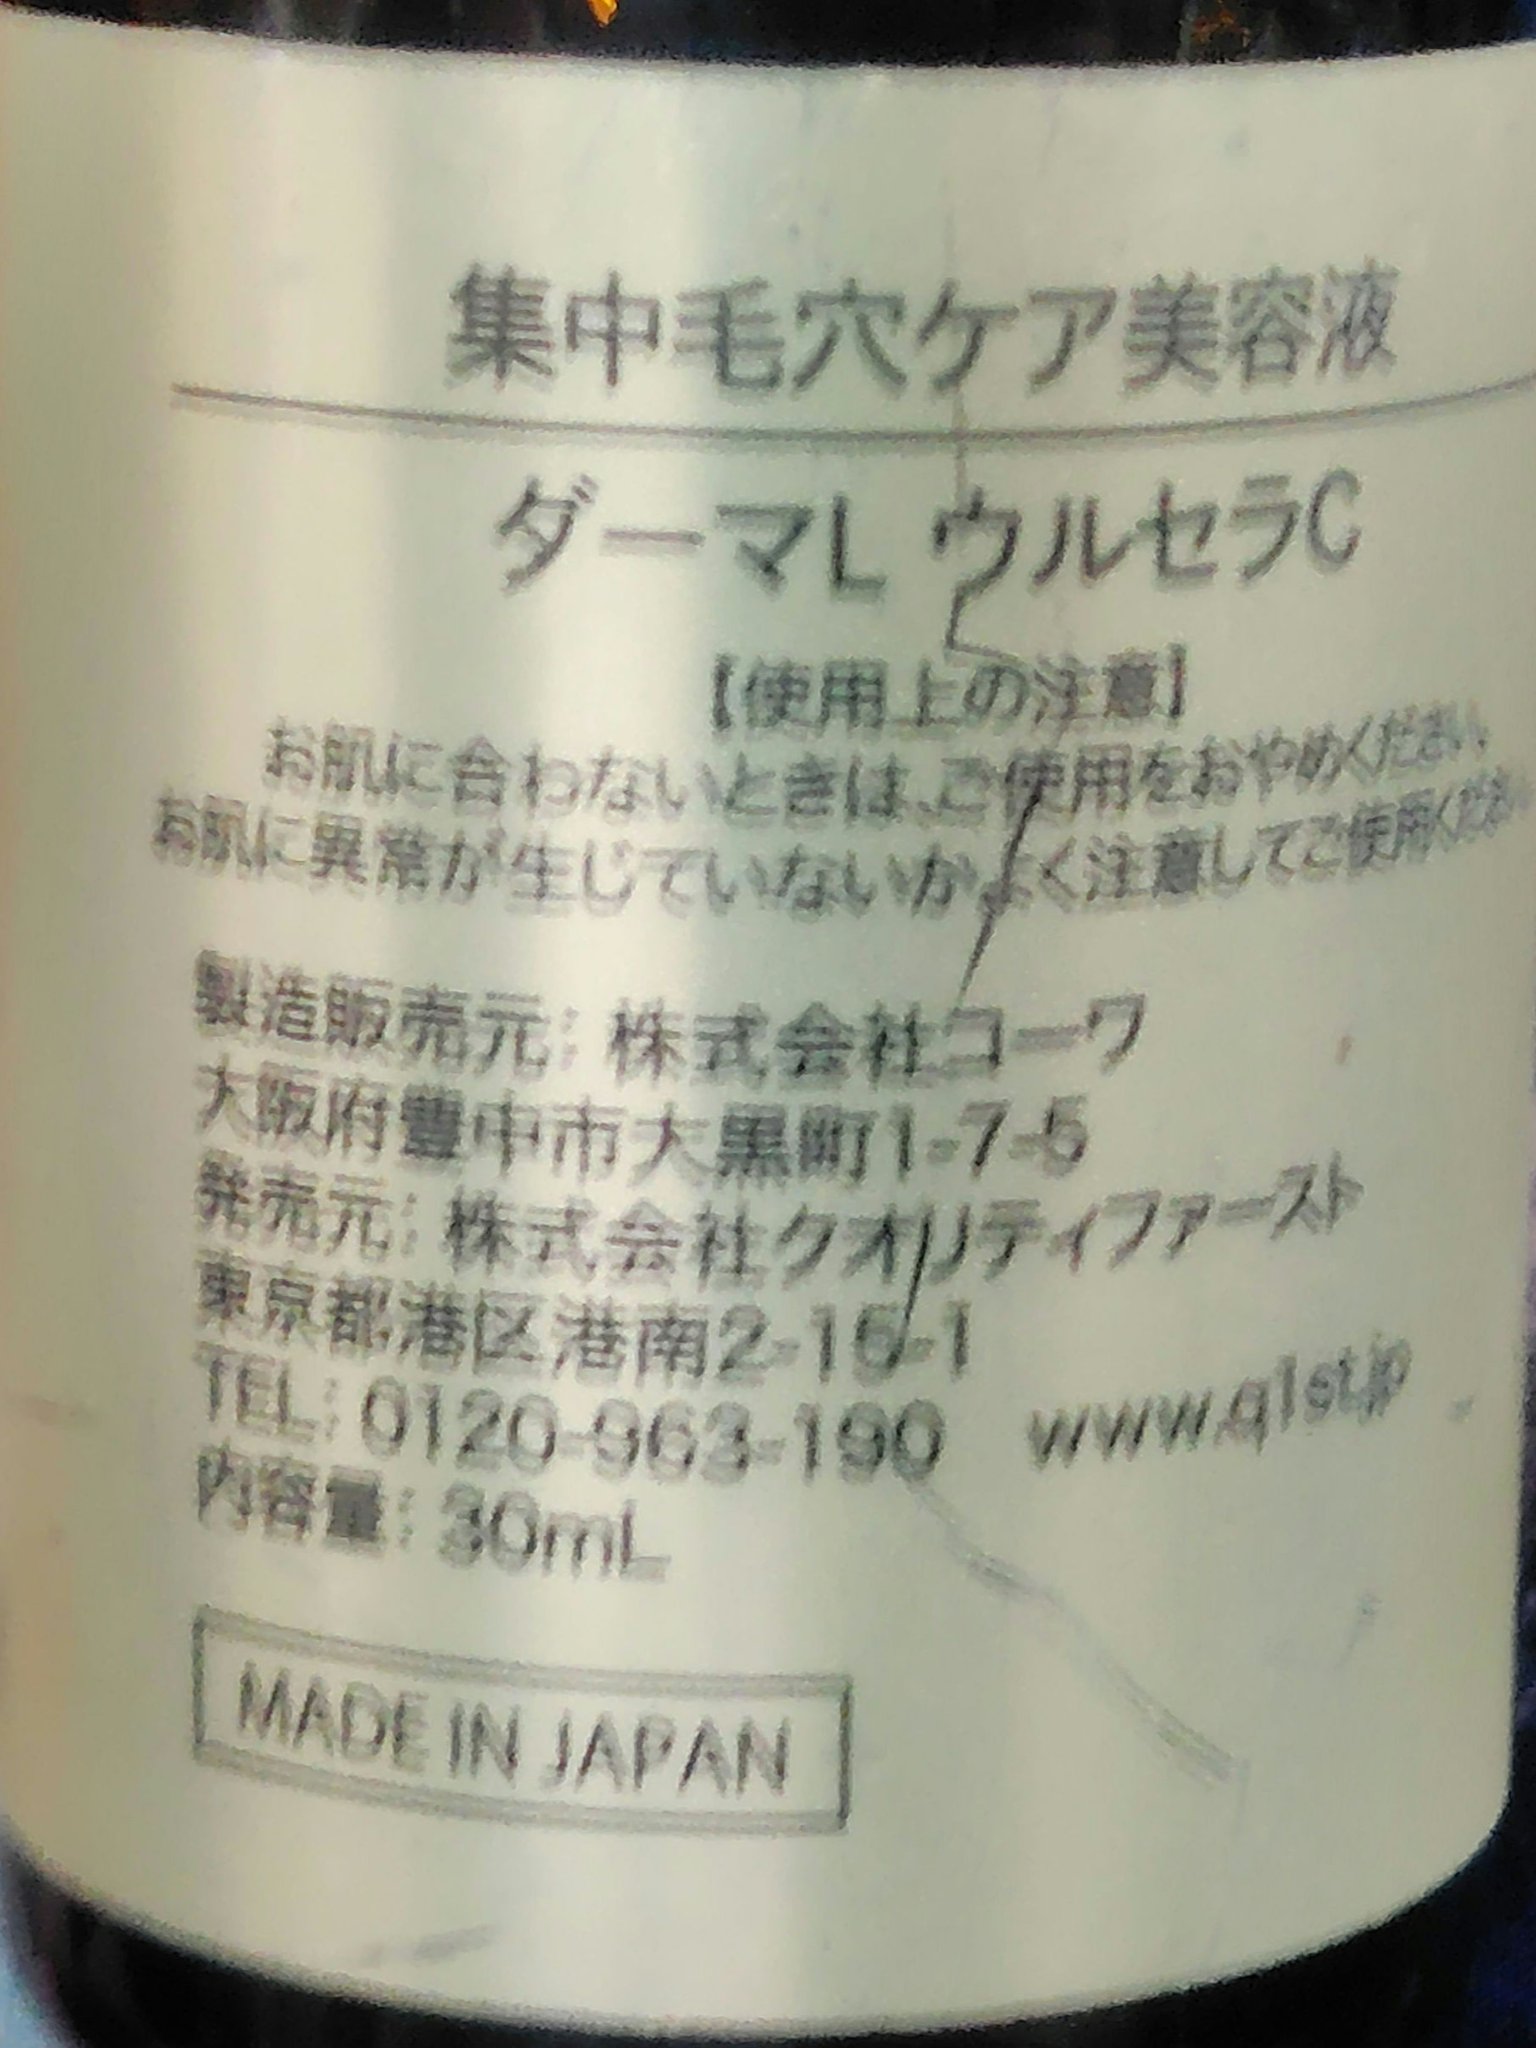 集中毛穴ケア美容液
ダーマL ウルセラC
【使用上の注意】
お肌に合わないときは、ご使用をおやめください。
お肌に異常が生じていないかよく注意してご使用ください
製造販売元: 株式会社コーワ
大阪府豊中市大黒町1-7-5
発売元: 株式会社クオリティファースト
東京都港区港南2-15-1
TEL: 0120-963-190 www.q1st.jp
内容量: 30mL
MADE IN JAPAN